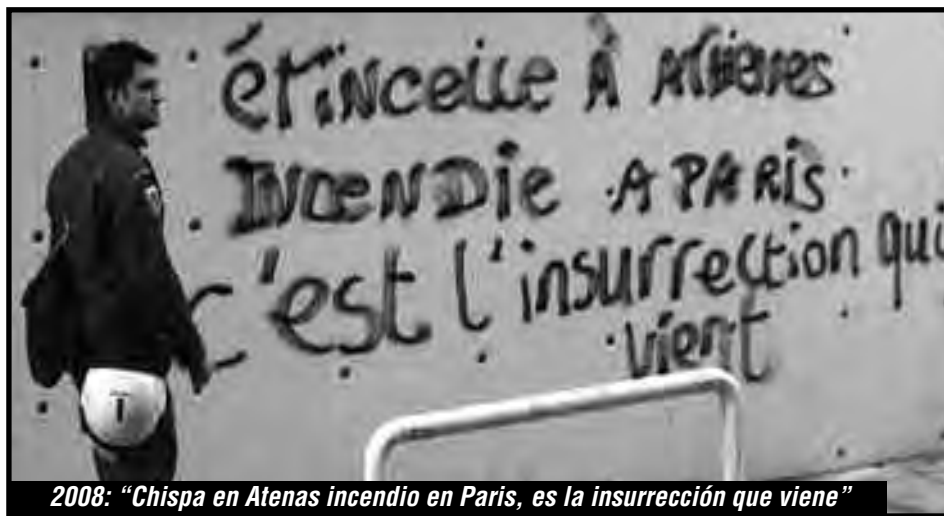 étincelle À Athènes
INCENDIE A PARIS
c'est l'insurrection qui
vient
2008: “Chispa en Atenas incendio en Paris, es la insurrección que viene”